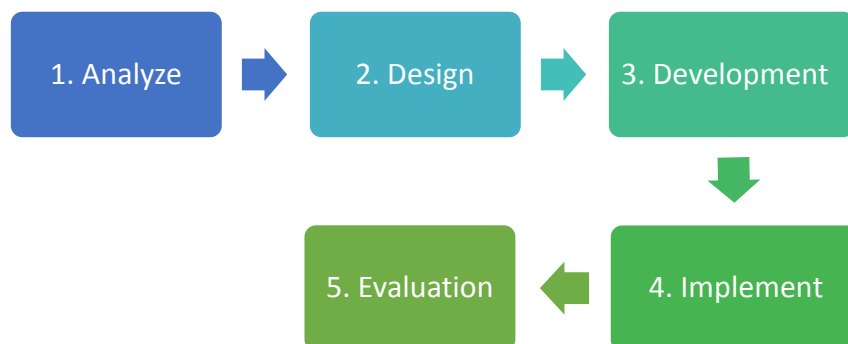 1. Analyze
2. Design
3. Development
4. Implement
5. Evaluation